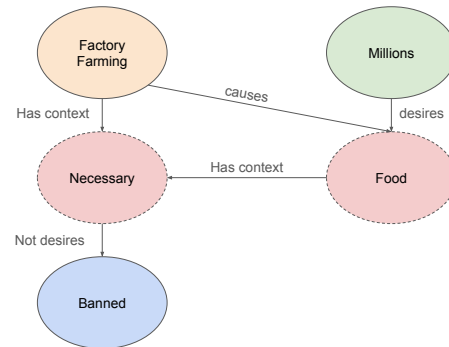 Factory
Farming
Millions
causes
Has context
desires
Has context
Necessary
Food
Not desires
Banned